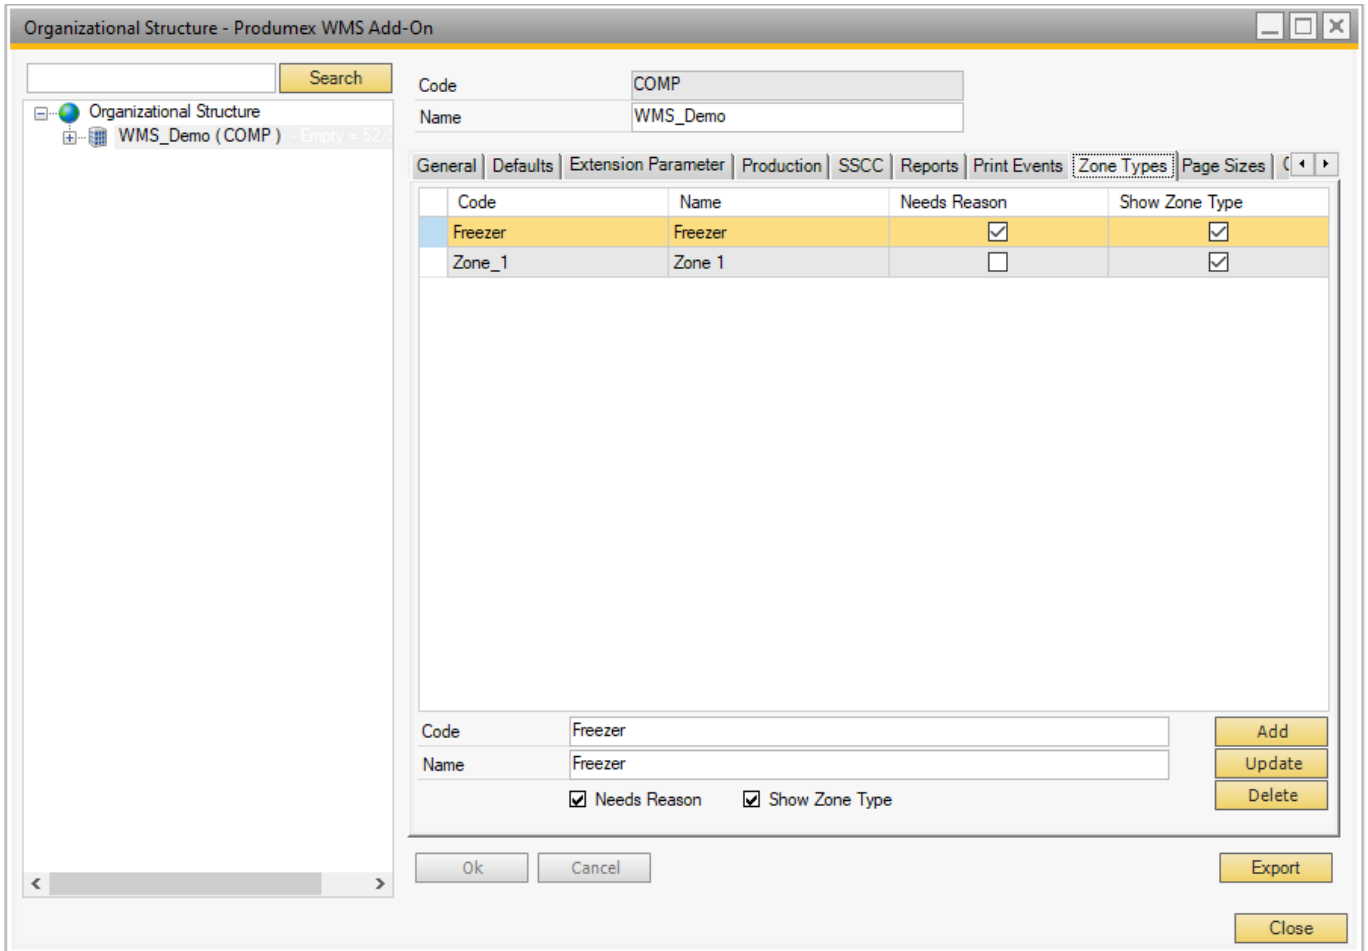 Organizational Structure - Produmex WMS Add-On
Search
Organizational Structure
WMS_Demo ( COMP ) - Empty = 52/
Code COMP
Name WMS_Demo
General Defaults Extension Parameter Production SSCC Reports Print Events Zone Types Page Sizes
Code Name Needs Reason Show Zone Type
Freezer Freezer
Zone_1 Zone 1
Code Freezer
Name Freezer
Needs Reason Show Zone Type
Add
Update
Delete
Ok Cancel Export
Close